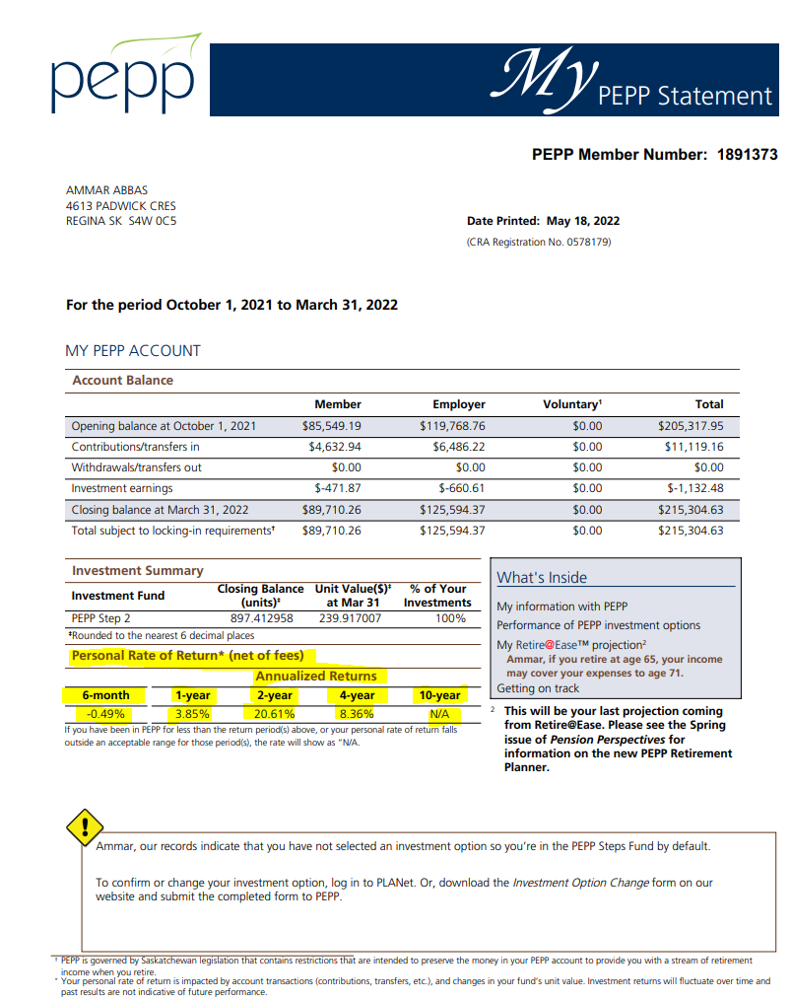 pepp
My PEPP Statement
PEPP Member Number: 1891373
AMMAR ABBAS
4613 PADWICK CRES
REGINA SK S4W 0C5
Date Printed: May 18, 2022
(CRA Registration No. 0578179)
For the period October 1, 2021 to March 31, 2022
MY PEPP ACCOUNT
Account Balance
Member Employer Voluntary¹ Total
Opening balance at October 1, 2021 $85,549.19 $119,768.76 $0.00 $205,317.95
Contributions/transfers in $4,632.94 $6,486.22 $0.00 $11,119.16
Withdrawals/transfers out $0.00 $0.00 $0.00 $0.00
Investment earnings $-471.87 $-660.61 $0.00 $-1,132.48
Closing balance at March 31, 2022 $89,710.26 $125,594.37 $0.00 $215,304.63
Total subject to locking-in requirements† $89,710.26 $125,594.37 $0.00 $215,304.63
Investment Summary
Investment Fund Closing Balance (units)‡ Unit Value($)‡ at Mar 31 % of Your Investments
PEPP Step 2 897.412958 239.917007 100%
‡Rounded to the nearest 6 decimal places
Personal Rate of Return* (net of fees)
Annualized Returns
6-month 1-year 2-year 4-year 10-year
-0.49% 3.85% 20.61% 8.36% N/A
If you have been in PEPP for less than the return period(s) above, or your personal rate of return falls
outside an acceptable range for those period(s), the rate will show as "N/A.
What's Inside
My information with PEPP
Performance of PEPP investment options
My Retire@Ease™ projection²
Ammar, if you retire at age 65, your income
may cover your expenses to age 71.
Getting on track
² This will be your last projection coming
from Retire@Ease. Please see the Spring
issue of Pension Perspectives for
information on the new PEPP Retirement
Planner.
!
Ammar, our records indicate that you have not selected an investment option so you're in the PEPP Steps Fund by default.
To confirm or change your investment option, log in to PLANet. Or, download the Investment Option Change form on our
website and submit the completed form to PEPP.
† PEPP is governed by Saskatchewan legislation that contains restrictions that are intended to preserve the money in your PEPP account to provide you with a stream of retirement
income when you retire.
* Your personal rate of return is impacted by account transactions (contributions, transfers, etc.), and changes in your fund's unit value. Investment returns will fluctuate over time and
past results are not indicative of future performance.